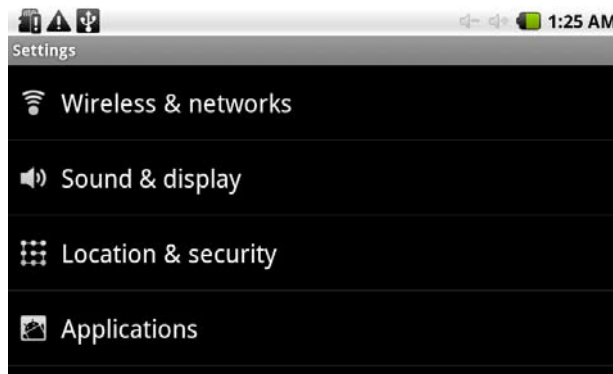 1:25 AM
Settings
Wireless & networks
Sound & display
Location & security
Applications